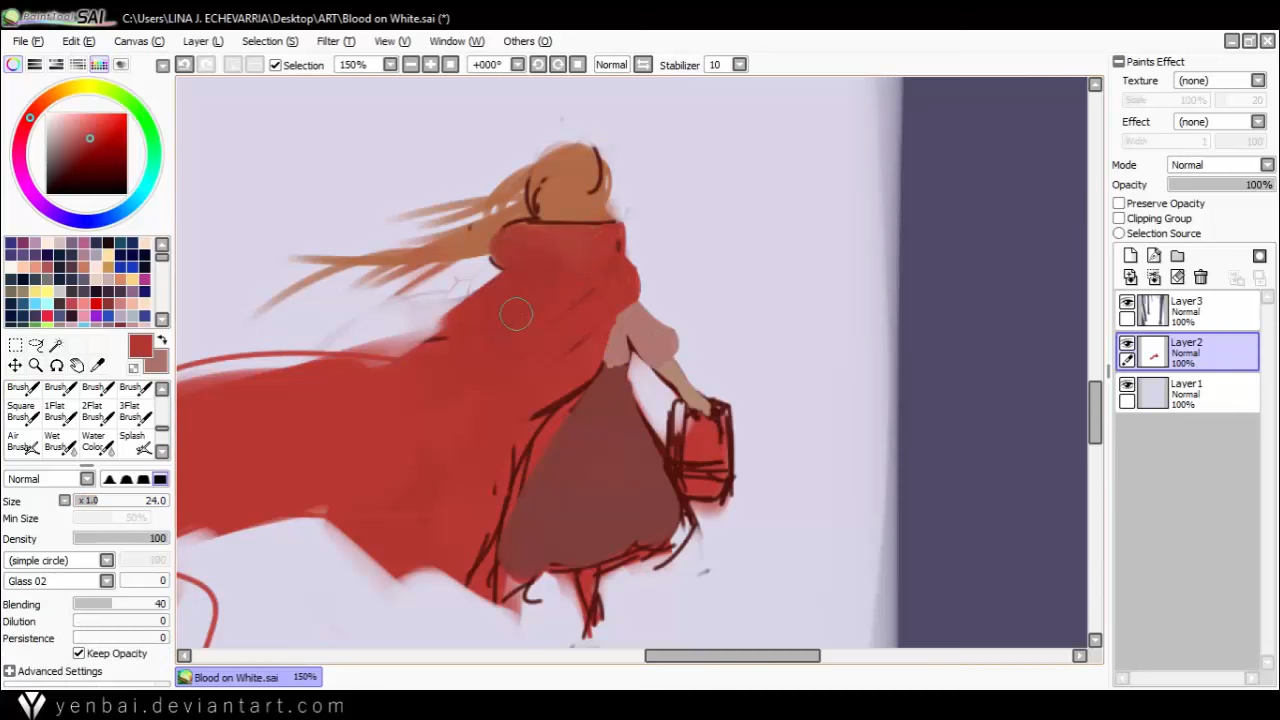 PaintTool SAI C:\Users\LINA J. ECHEVARRIA\Desktop\ART\Blood on White.sai (*)
File (F) Edit (E) Canvas (C) Layer (L) Selection (S) Filter (T) View (V) Window (W) Others (O)
Selection 150% +000° Normal Stabilizer 10
Paints Effect
Texture (none)
Scale 100% 20
Effect (none)
Width 1 100
Mode Normal
Opacity 100%
Preserve Opacity
Clipping Group
Selection Source
Layer3
Normal
100%
Layer2
Normal
100%
Layer1
Normal
100%
Brush Brush Brush Brush
Square Brush 1Flat Brush 2Flat Brush 3Flat Brush
Air Brush Wet Brush Water Color Splash
Normal
Size x 1.0 24.0
Min Size 50%
Density 100
(simple circle) 100
Glass 02 0
Blending 40
Dilution 0
Persistence 0
Keep Opacity
Advanced Settings
Blood on White.sai 150%
yenbai.deviantart.com